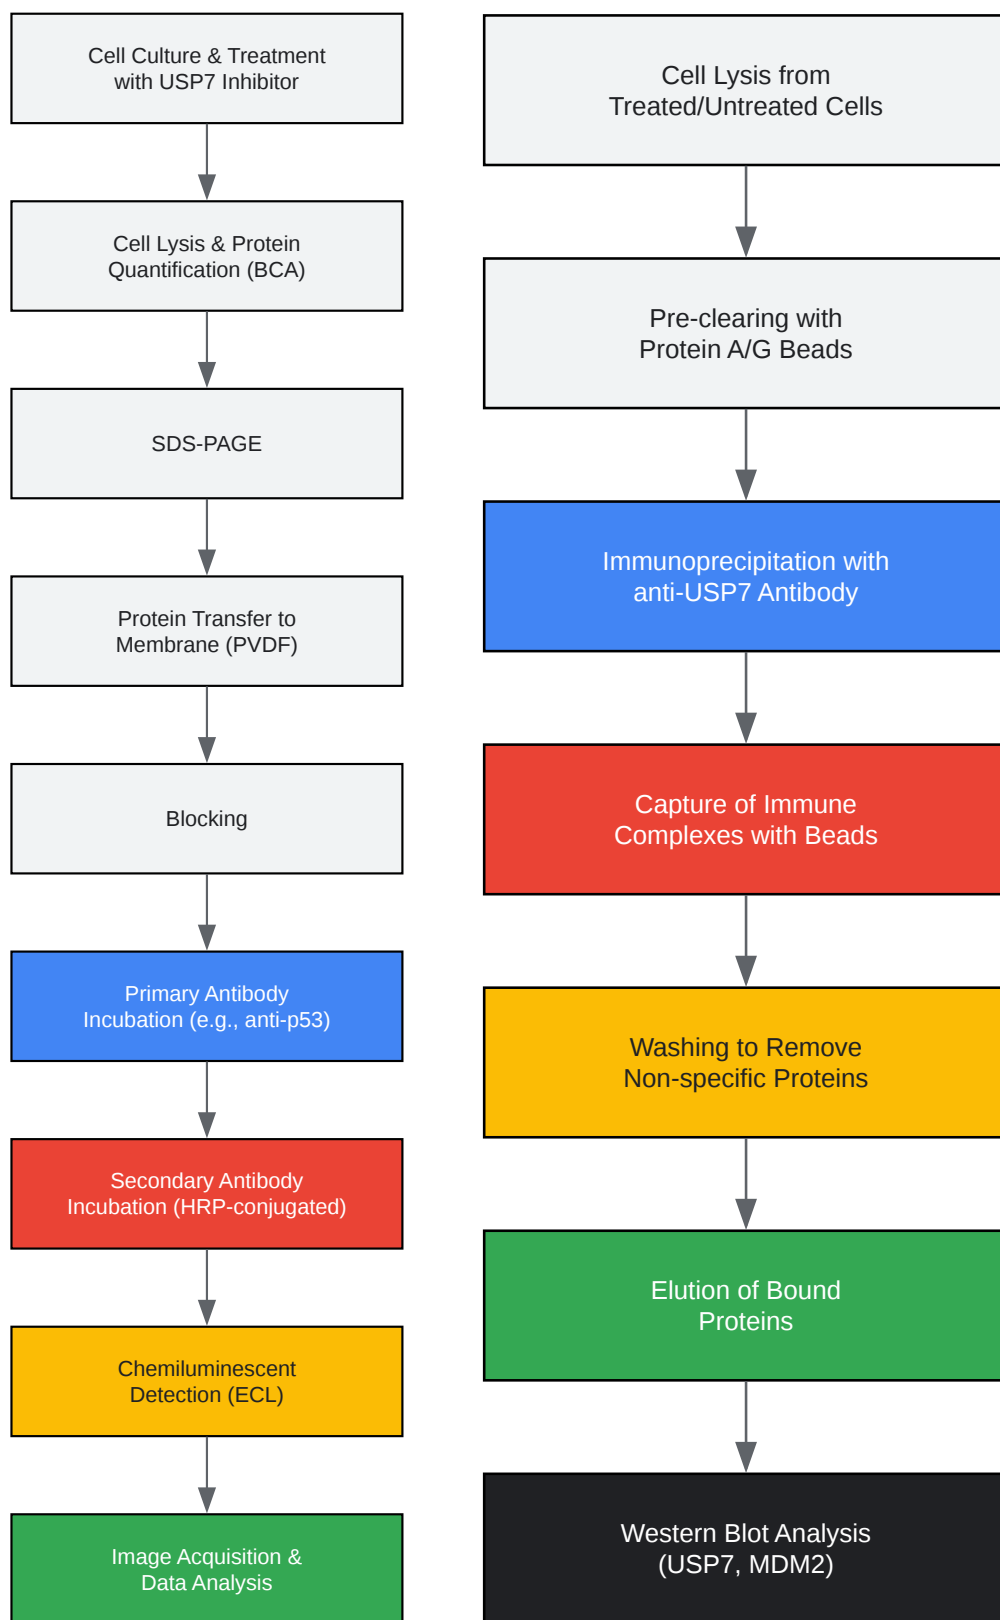 Cell Culture & Treatment
with USP7 Inhibitor
Cell Lysis & Protein
Quantification (BCA)
SDS-PAGE
Protein Transfer to
Membrane (PVDF)
Blocking
Primary Antibody
Incubation (e.g., anti-p53)
Secondary Antibody
Incubation (HRP-conjugated)
Chemiluminescent
Detection (ECL)
Image Acquisition &
Data Analysis
Cell Lysis from
Treated/Untreated Cells
Pre-clearing with
Protein A/G Beads
Immunoprecipitation with
anti-USP7 Antibody
Capture of Immune
Complexes with Beads
Washing to Remove
Non-specific Proteins
Elution of Bound
Proteins
Western Blot Analysis
(USP7, MDM2)